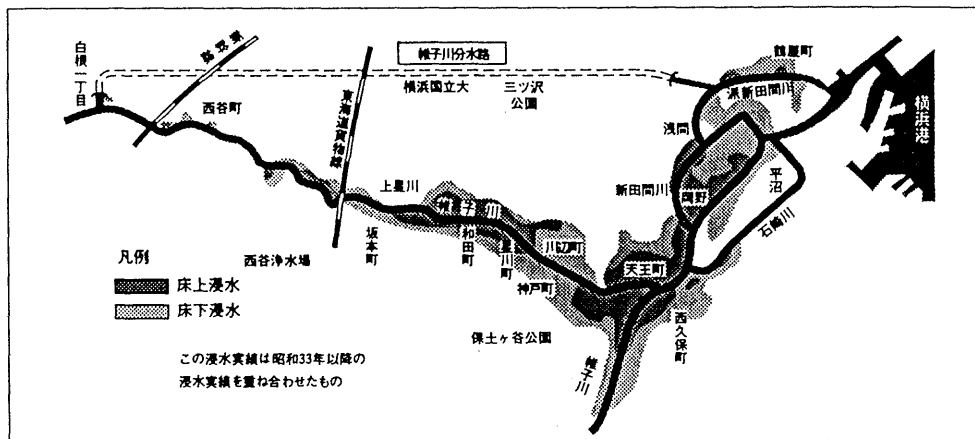 白根一丁目
新幹線
帷子川分水路
鶴屋町
西谷町
東海道貨物線
横浜国立大
三ツ沢
公園
派新田間川
浅間
横浜港
上星川
帷子川
新田間川
岡野
平沼
石崎川
坂本町
和田町
星川町
川辺町
天王町
西谷浄水場
神戸町
西久保町
凡例
床上浸水
床下浸水
保土ヶ谷公園
帷子川
この浸水実績は昭和33年以降の
浸水実績を重ね合わせたもの